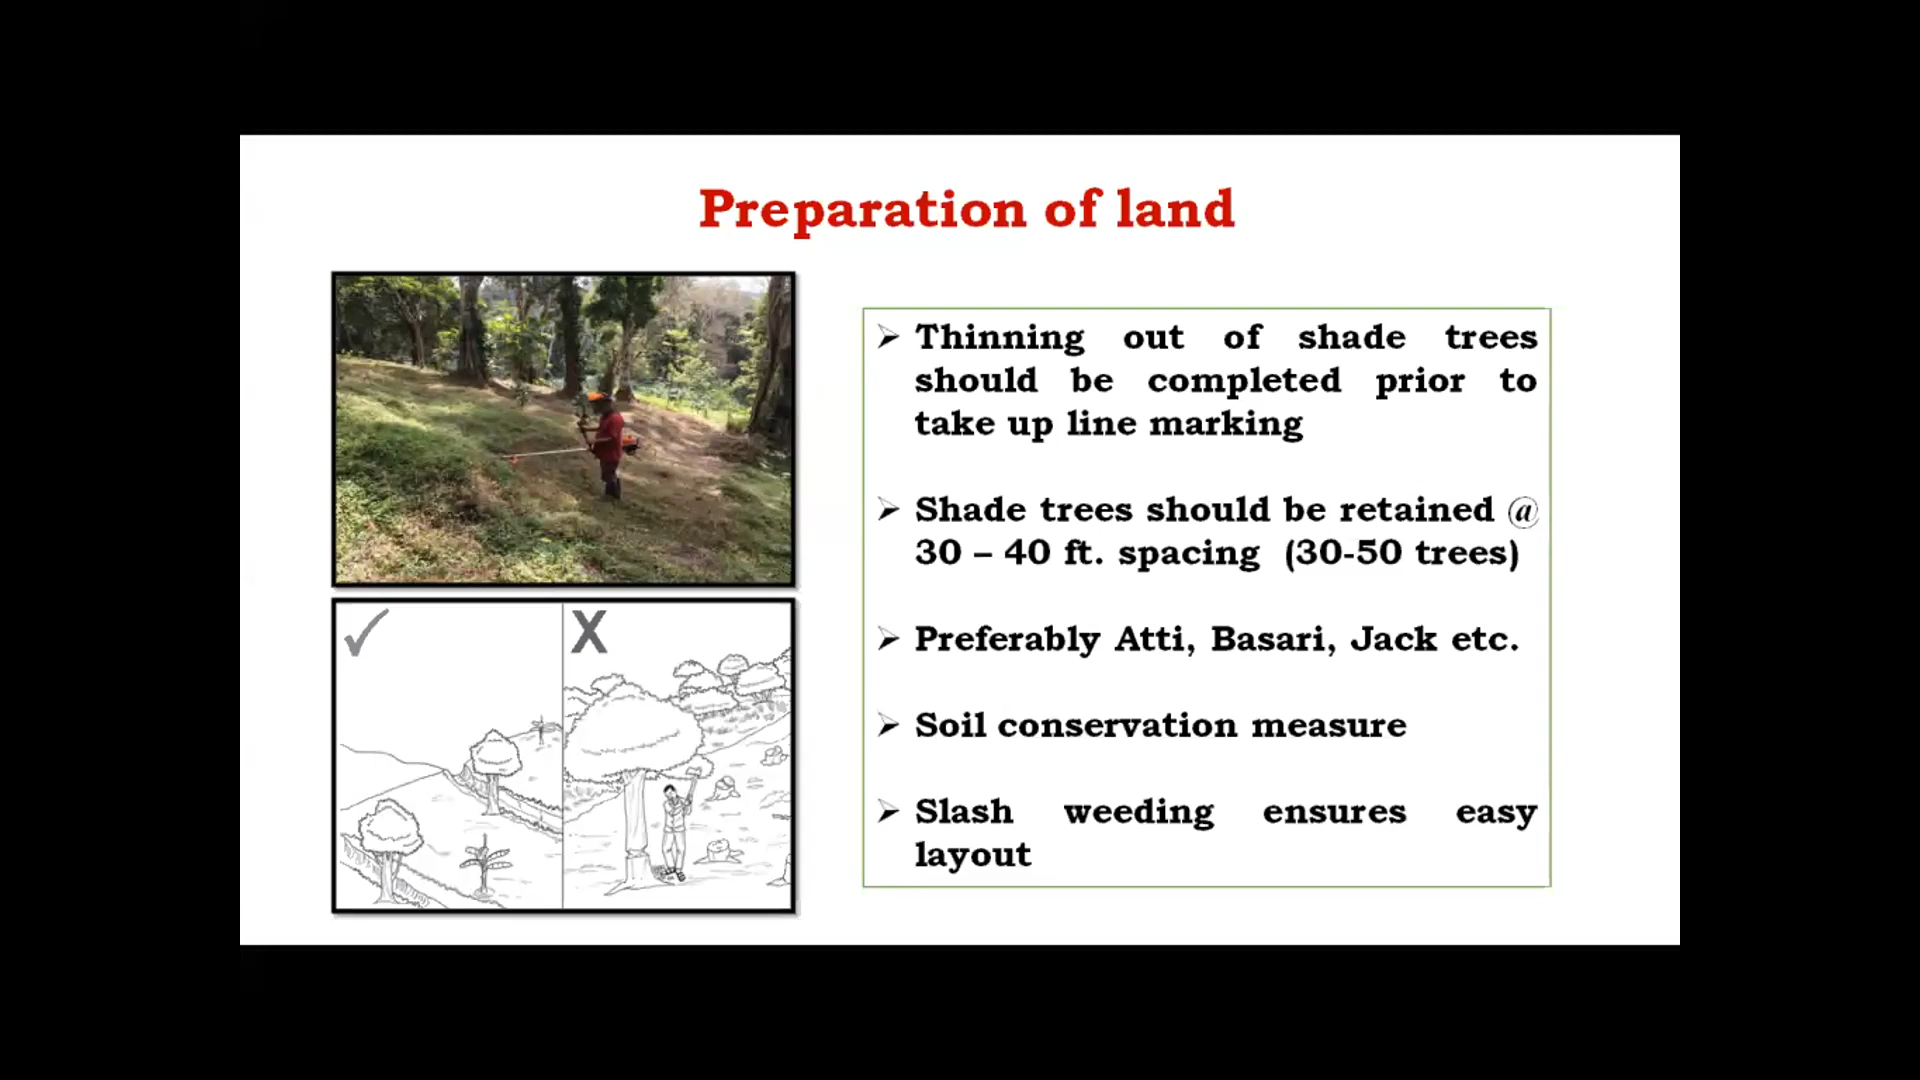 Preparation of land
➢ Thinning out of shade trees
should be completed prior to
take up line marking
➢ Shade trees should be retained @
30 – 40 ft. spacing (30-50 trees)
➢ Preferably Atti, Basari, Jack etc.
➢ Soil conservation measure
➢ Slash weeding ensures easy
layout
✓
X